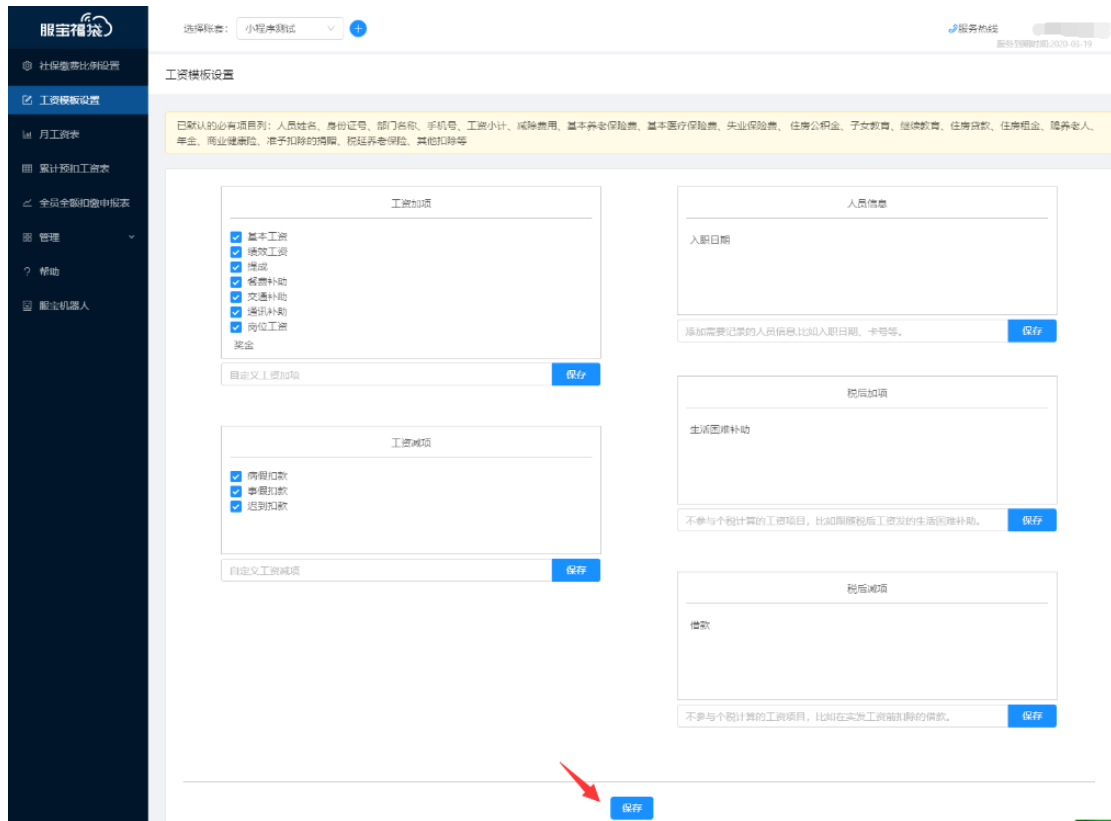 服宝福袋
选择账套： 小程序测试
服务热线
服务到期时间:2020-03-19
社保缴费比例设置
工资模板设置
月工资表
累计预扣工资表
全员全额扣缴申报表
管理
帮助
服宝机器人
工资模板设置
已默认的必有项目列：人员姓名、身份证号、部门名称、手机号、工资小计、减除费用、基本养老保险费、基本医疗保险费、失业保险费、 住房公积金、子女教育、继续教育、住房贷款、住房租金、赡养老人、
年金、商业健康险、准予扣除的捐赠、税延养老保险、其他扣除等
工资加项
基本工资
绩效工资
提成
餐费补助
交通补助
通讯补助
岗位工资
奖金
自定义工资加项 保存
工资减项
病假扣款
事假扣款
迟到扣款
自定义工资减项 保存
人员信息
入职日期
添加需要记录的人员信息,比如入职日期、卡号等。 保存
税后加项
生活困难补助
不参与个税计算的工资项目，比如跟随税后工资发的生活困难补助。 保存
税后减项
借款
不参与个税计算的工资项目，比如在实发工资前扣除的借款。 保存
保存